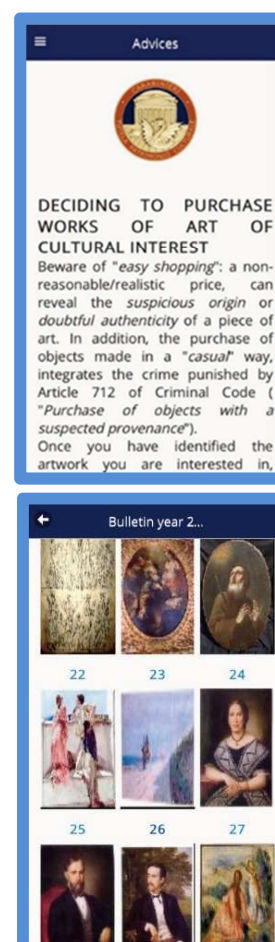 Advices
DECIDING TO PURCHASE
WORKS OF ART OF
CULTURAL INTEREST
Beware of "easy shopping": a non-
reasonable/realistic price, can
reveal the suspicious origin or
doubtful authenticity of a piece of
art. In addition, the purchase of
objects made in a "casual" way,
integrates the crime punished by
Article 712 of Criminal Code (
"Purchase of objects with a
suspected provenance").
Once you have identified the
artwork you are interested in,
Bulletin year 2...
22 23 24
25 26 27